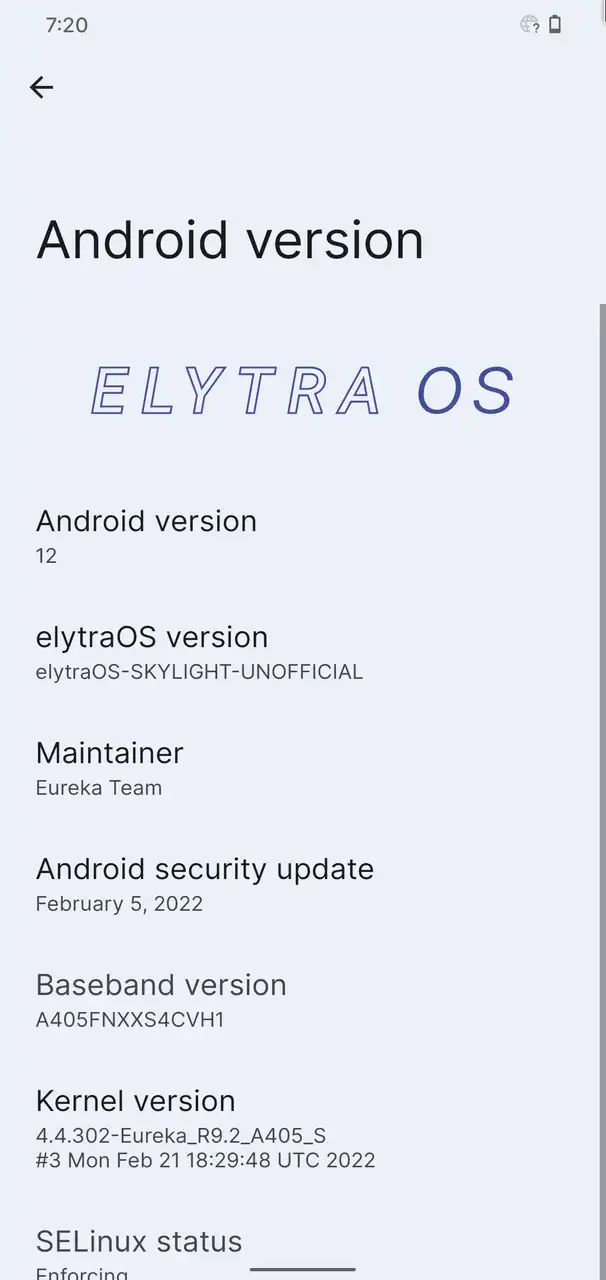 7:20
?
Android version
ELYTRA OS
Android version
12
elytraOS version
elytraOS-SKYLIGHT-UNOFFICIAL
Maintainer
Eureka Team
Android security update
February 5, 2022
Baseband version
A405FNXXS4CVH1
Kernel version
4.4.302-Eureka_R9.2_A405_S
#3 Mon Feb 21 18:29:48 UTC 2022
SELinux status
Enforcing